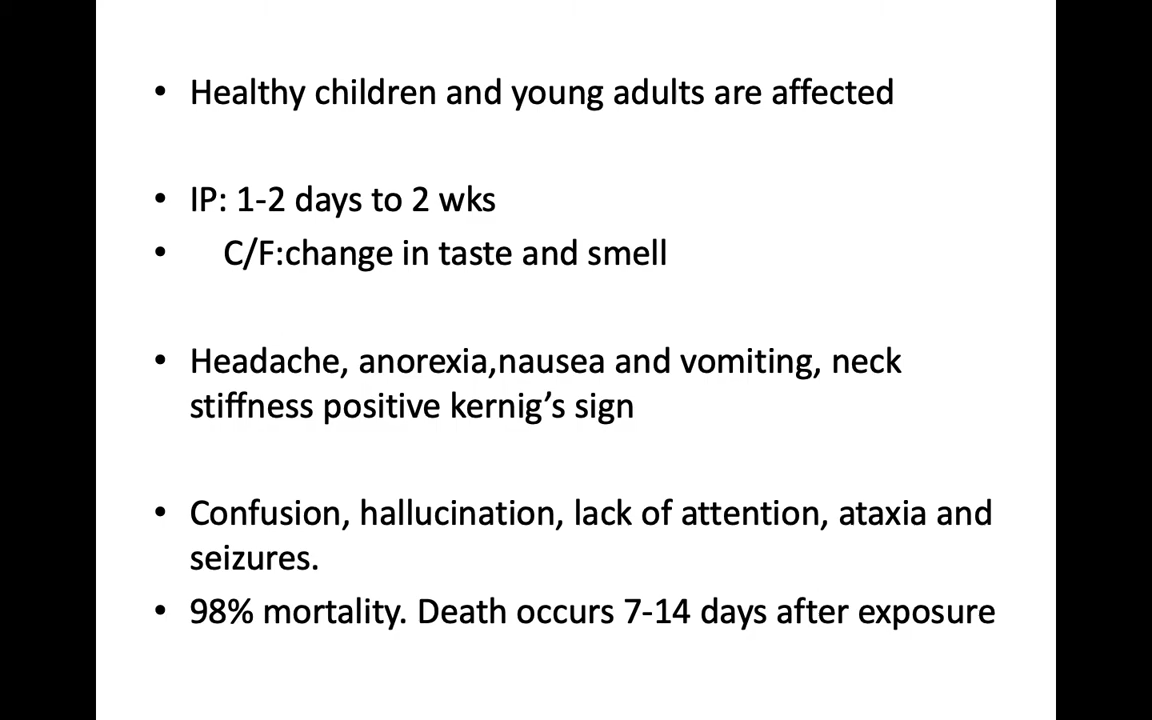 • Healthy children and young adults are affected
• IP: 1-2 days to 2 wks
• C/F:change in taste and smell
• Headache, anorexia,nausea and vomiting, neck
stiffness positive kernig’s sign
• Confusion, hallucination, lack of attention, ataxia and
seizures.
• 98% mortality. Death occurs 7-14 days after exposure